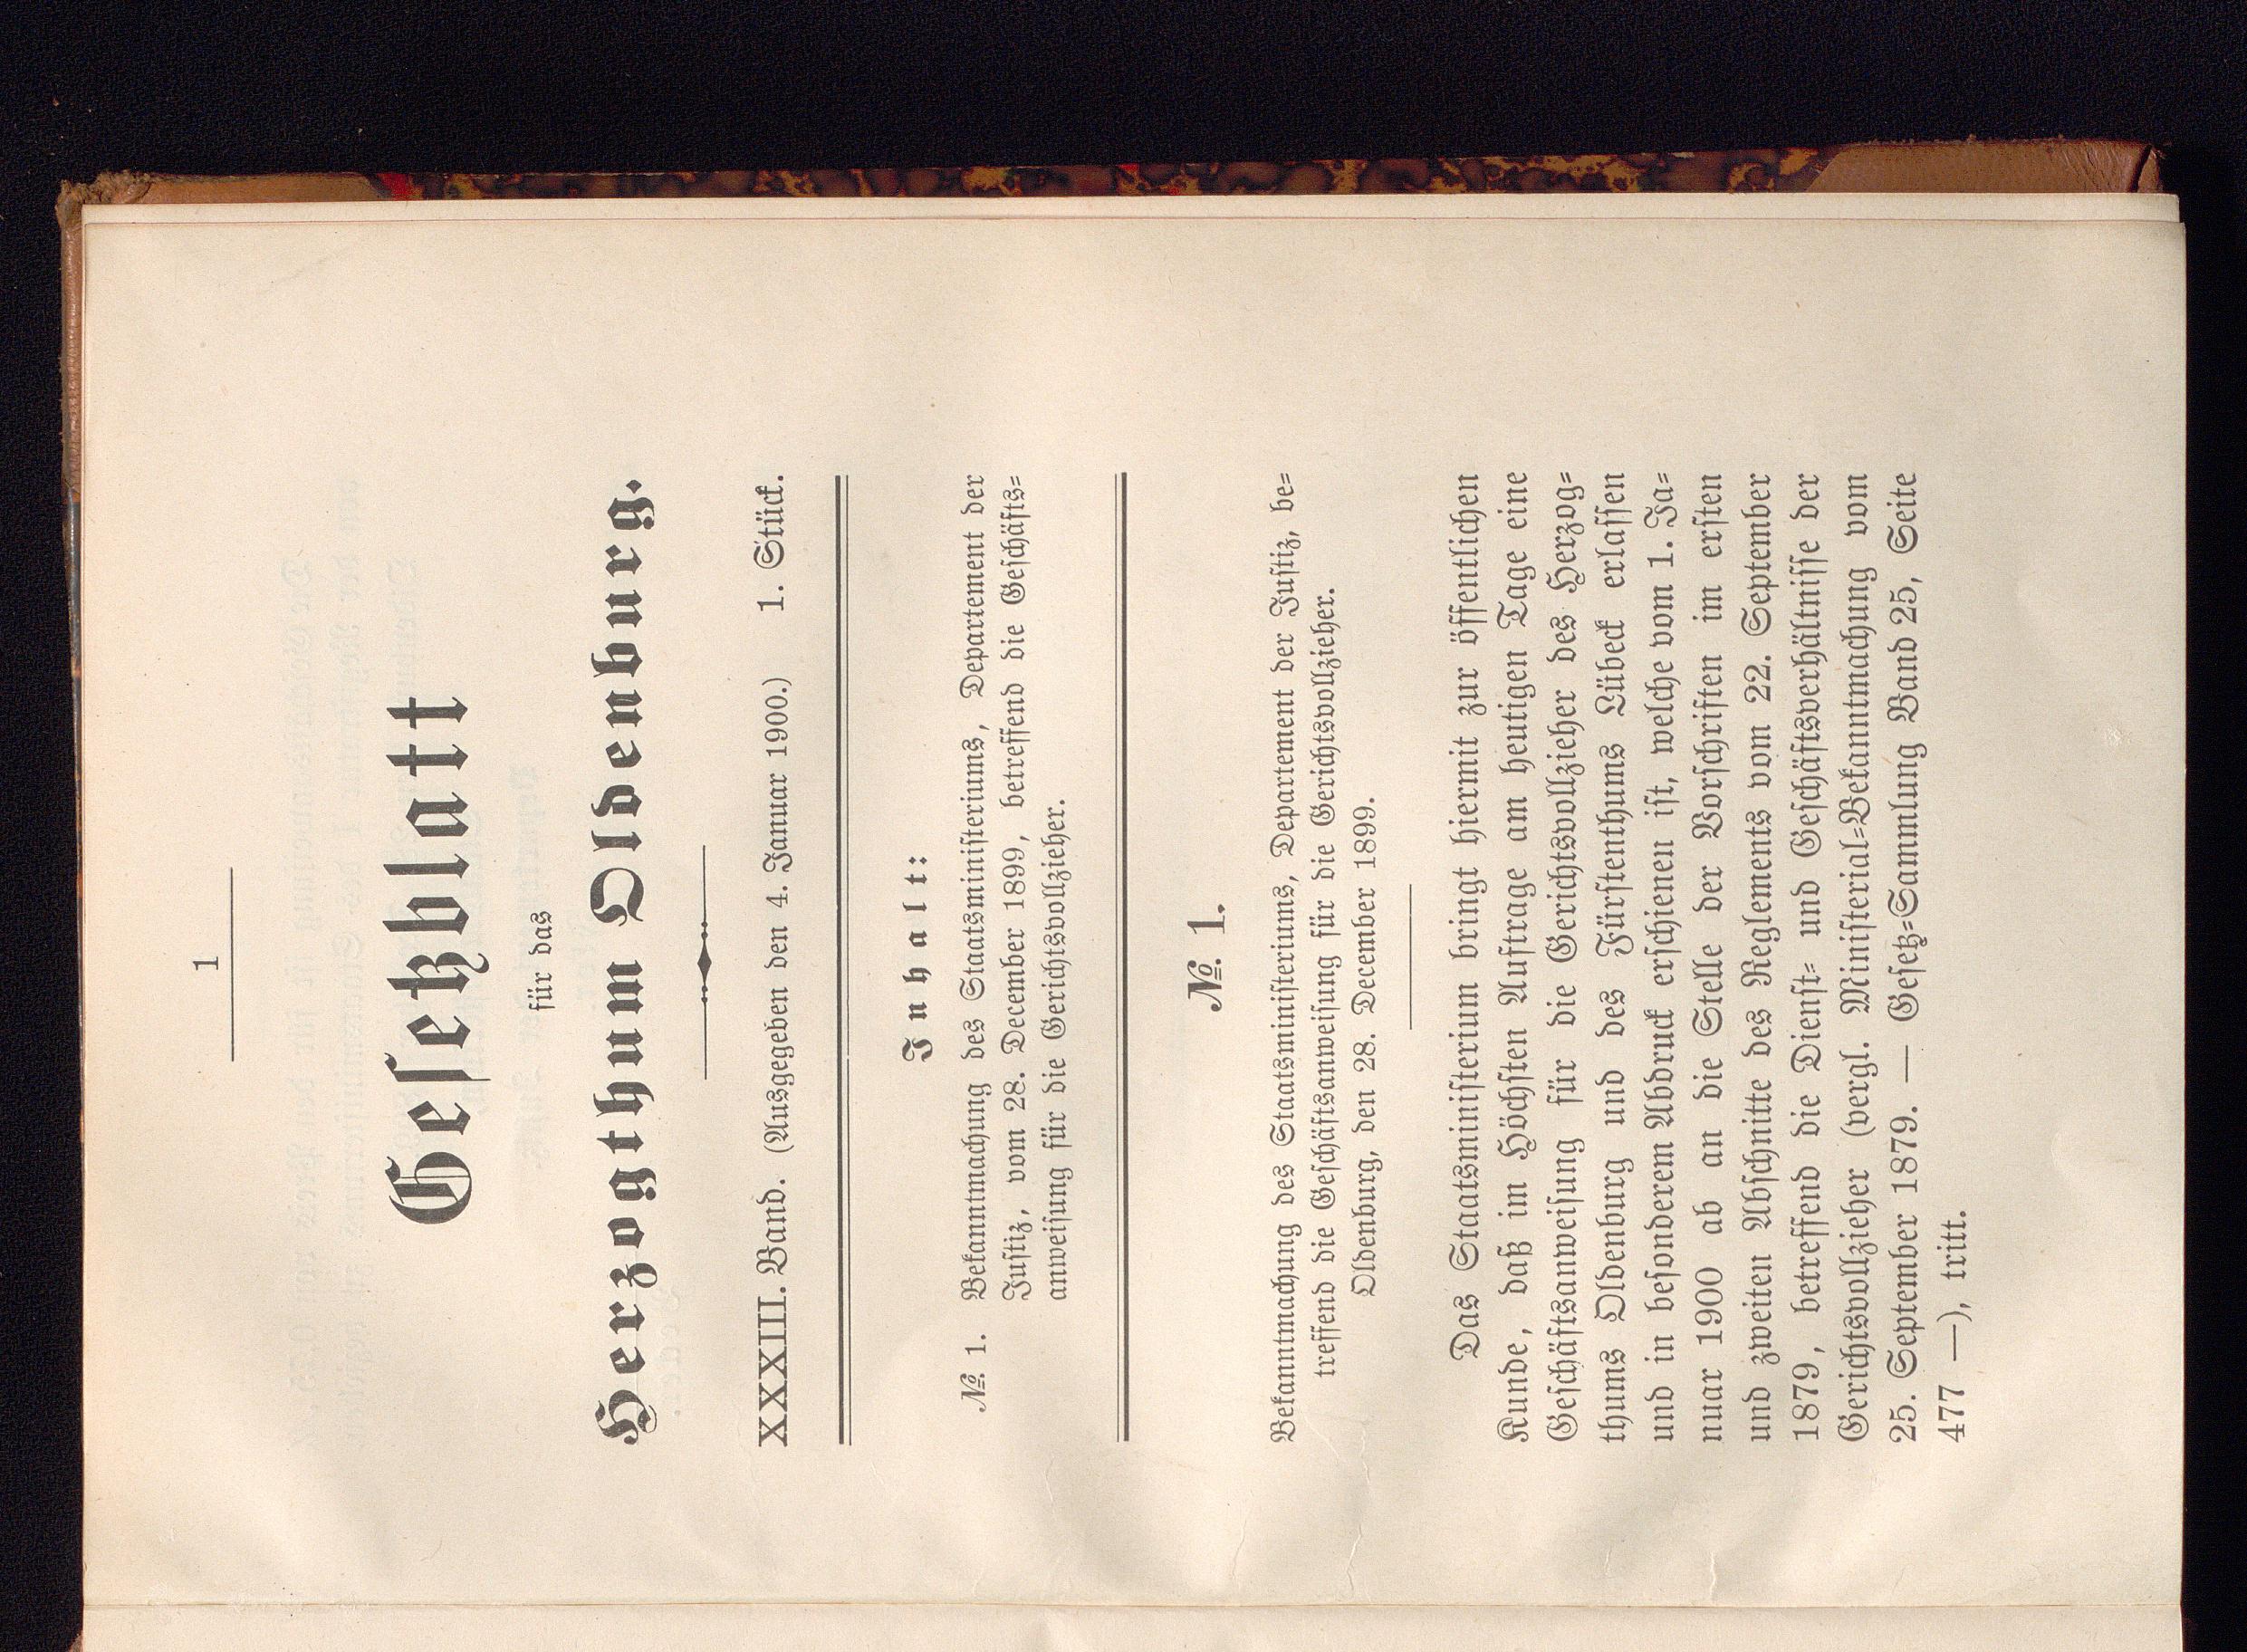 1
Gesetzblatt
für das
Herzogthum Oldenburg.
XXXIII. Band. (Ausgegeben den 4. Januar 1900.) 1. Stück.
Inhalt:
№ 1. Bekanntmachung des Staatsministeriums, Departement der
Justiz, vom 28. December 1899, betreffend die Geschäfts-
anweisung für die Gerichtsvollzieher.
№. 1.
Bekanntmachung des Staatsministeriums, Departement der Justiz, be-
treffend die Geschäftsanweisung für die Gerichtsvollzieher.
Oldenburg, den 28. December 1899.
Das Staatsministerium bringt hiermit zur öffentlichen
Kunde, daß im Höchsten Auftrage am heutigen Tage eine
Geschäftsanweisung für die Gerichtsvollzieher des Herzog-
thums Oldenburg und des Fürstenthums Lübeck erlassen
und in besonderem Abdruck erschienen ist, welche vom 1. Ja-
nuar 1900 ab an die Stelle der Vorschriften im ersten
und zweiten Abschnitte des Reglements vom 22. September
1879, betreffend die Dienst- und Geschäftsverhältnisse der
Gerichtsvollzieher (vergl. Ministerial-Bekanntmachung vom
25. September 1879. — Gesetz-Sammlung Band 25, Seite
477 —), tritt.